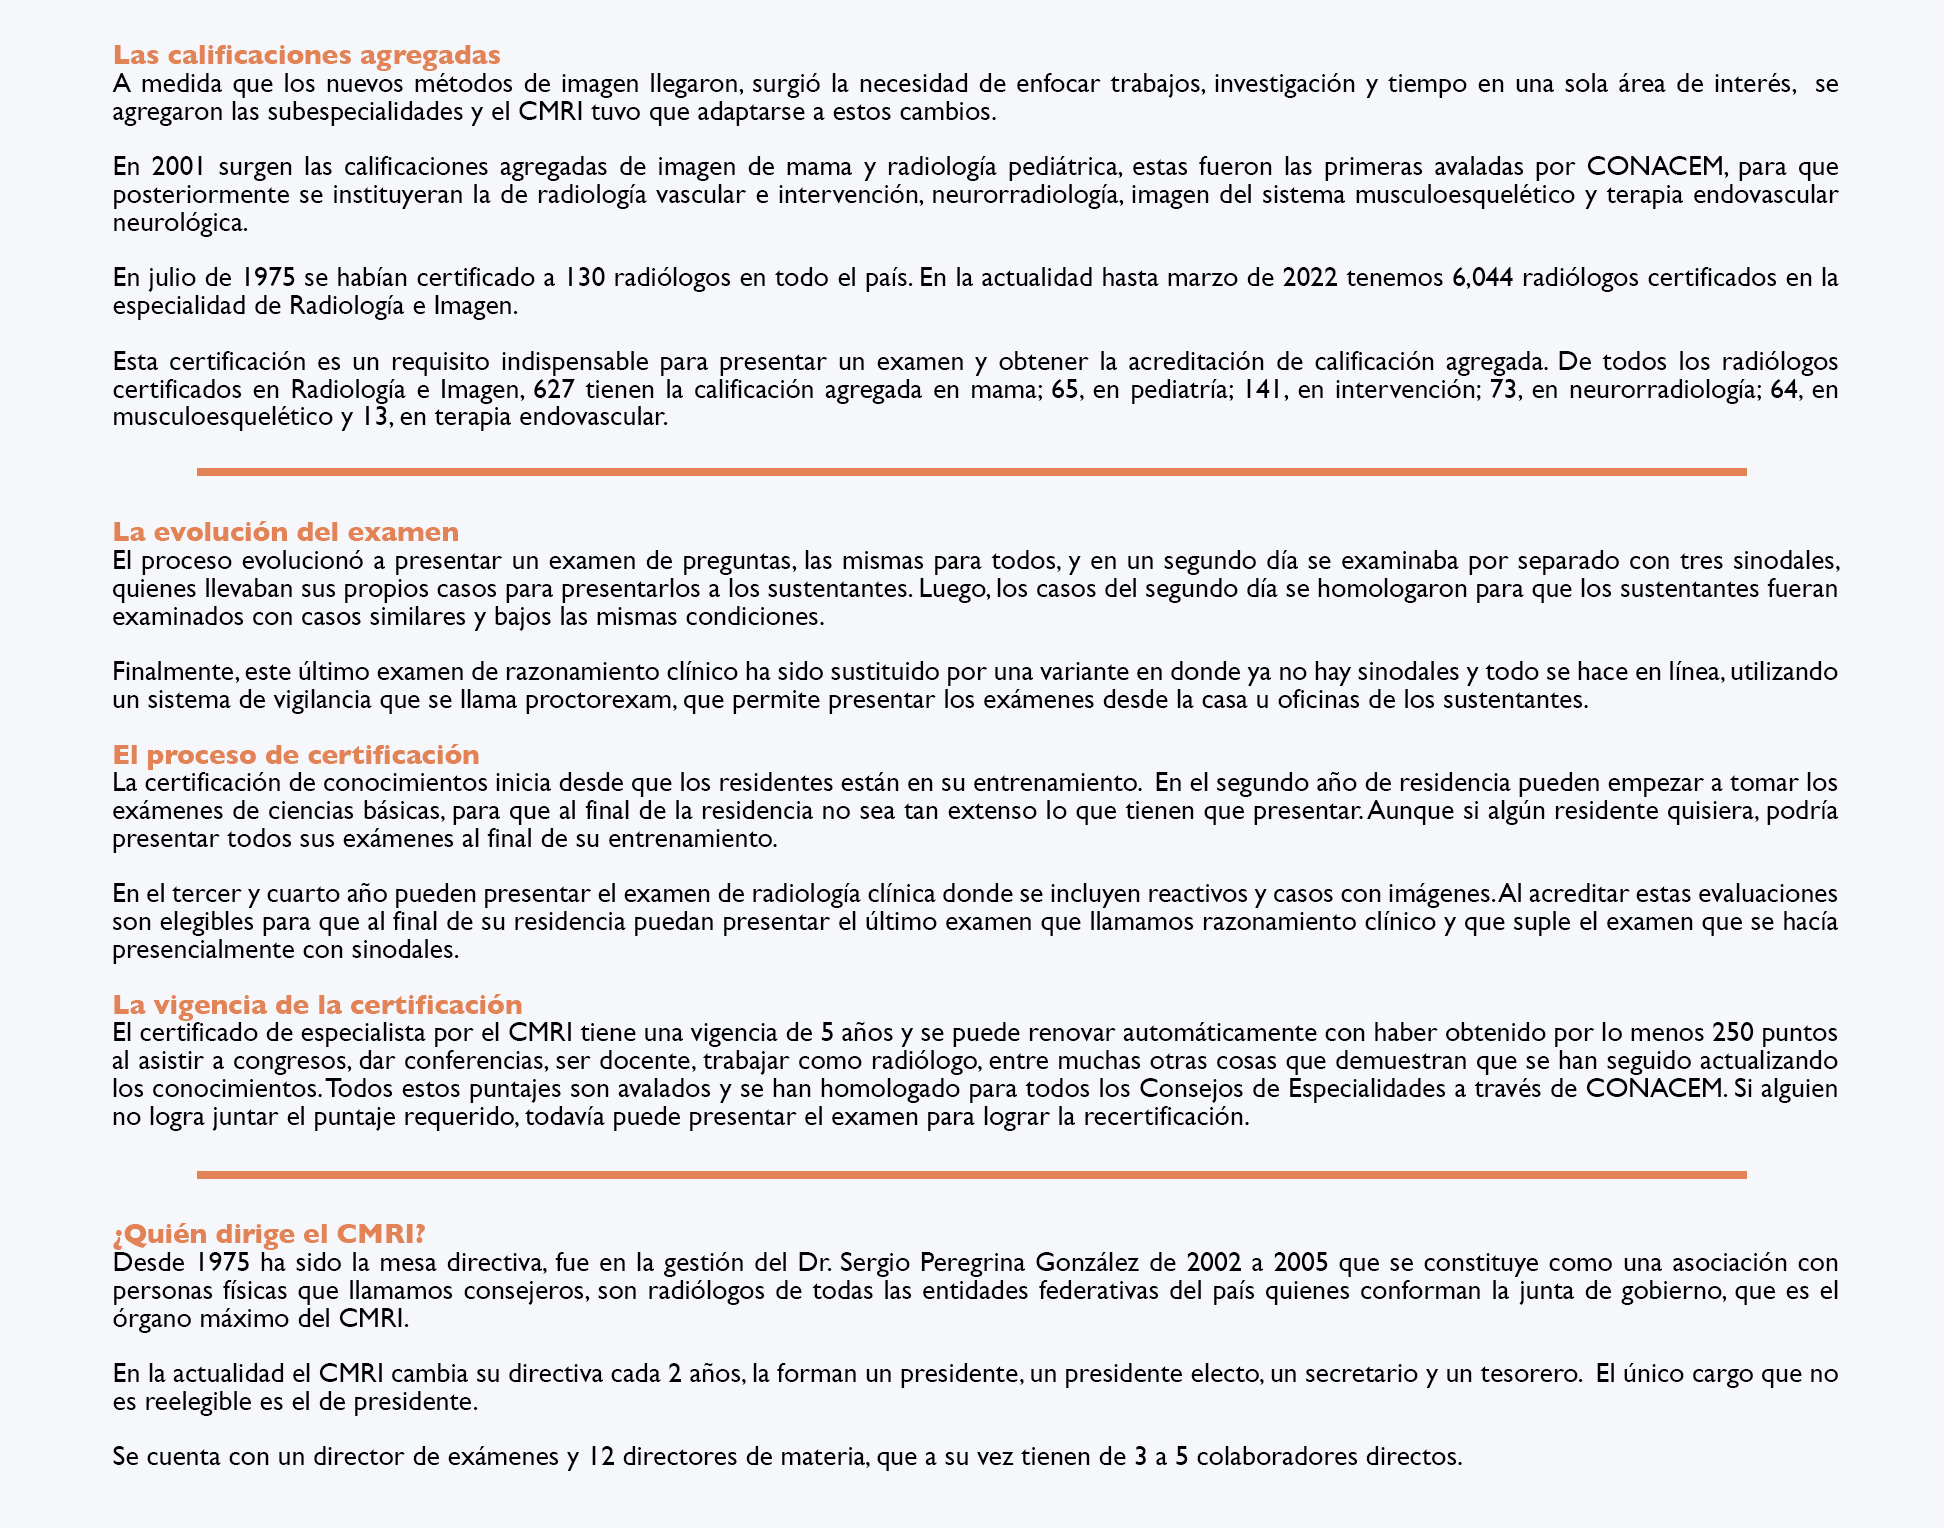 Las calificaciones agregadas
A medida que los nuevos métodos de imagen llegaron, surgió la necesidad de enfocar trabajos, investigación y tiempo en una sola área de interés,  se
agregaron las subespecialidades y el CMRI tuvo que adaptarse a estos cambios.
En 2001 surgen las calificaciones agregadas de imagen de mama y radiología pediátrica, estas fueron las primeras avaladas por CONACEM, para que
posteriormente se instituyeran la de radiología vascular e intervención, neurorradiología, imagen del sistema musculoesquelético y terapia endovascular
neurológica.
En julio de 1975 se habían certificado a 130 radiólogos en todo el país. En la actualidad hasta marzo de 2022 tenemos 6,044 radiólogos certificados en la
especialidad de Radiología e Imagen.
Esta certificación es un requisito indispensable para presentar un examen y obtener la acreditación de calificación agregada. De todos los radiólogos
certificados en Radiología e Imagen, 627 tienen la calificación agregada en mama; 65, en pediatría; 141, en intervención; 73, en neurorradiología; 64, en
musculoesquelético y 13, en terapia endovascular.
La evolución del examen
El proceso evolucionó a presentar un examen de preguntas, las mismas para todos, y en un segundo día se examinaba por separado con tres sinodales,
quienes llevaban sus propios casos para presentarlos a los sustentantes. Luego, los casos del segundo día se homologaron para que los sustentantes fueran
examinados con casos similares y bajos las mismas condiciones.
Finalmente, este último examen de razonamiento clínico ha sido sustituido por una variante en donde ya no hay sinodales y todo se hace en línea, utilizando
un sistema de vigilancia que se llama proctorexam, que permite presentar los exámenes desde la casa u oficinas de los sustentantes.
El proceso de certificación
La certificación de conocimientos inicia desde que los residentes están en su entrenamiento.  En el segundo año de residencia pueden empezar a tomar los
exámenes de ciencias básicas, para que al final de la residencia no sea tan extenso lo que tienen que presentar. Aunque si algún residente quisiera, podría
presentar todos sus exámenes al final de su entrenamiento.
En el tercer y cuarto año pueden presentar el examen de radiología clínica donde se incluyen reactivos y casos con imágenes. Al acreditar estas evaluaciones
son elegibles para que al final de su residencia puedan presentar el último examen que llamamos razonamiento clínico y que suple el examen que se hacía
presencialmente con sinodales.
La vigencia de la certificación
El certificado de especialista por el CMRI tiene una vigencia de 5 años y se puede renovar automáticamente con haber obtenido por lo menos 250 puntos
al asistir a congresos, dar conferencias, ser docente, trabajar como radiólogo, entre muchas otras cosas que demuestran que se han seguido actualizando
los conocimientos. Todos estos puntajes son avalados y se han homologado para todos los Consejos de Especialidades a través de CONACEM. Si alguien
no logra juntar el puntaje requerido, todavía puede presentar el examen para lograr la recertificación.
¿Quién dirige el CMRI?
Desde 1975 ha sido la mesa directiva, fue en la gestión del Dr. Sergio Peregrina González de 2002 a 2005 que se constituye como una asociación con
personas físicas que llamamos consejeros, son radiólogos de todas las entidades federativas del país quienes conforman la junta de gobierno, que es el
órgano máximo del CMRI.
En la actualidad el CMRI cambia su directiva cada 2 años, la forman un presidente, un presidente electo, un secretario y un tesorero.  El único cargo que no
es reelegible es el de presidente.
Se cuenta con un director de exámenes y 12 directores de materia, que a su vez tienen de 3 a 5 colaboradores directos.